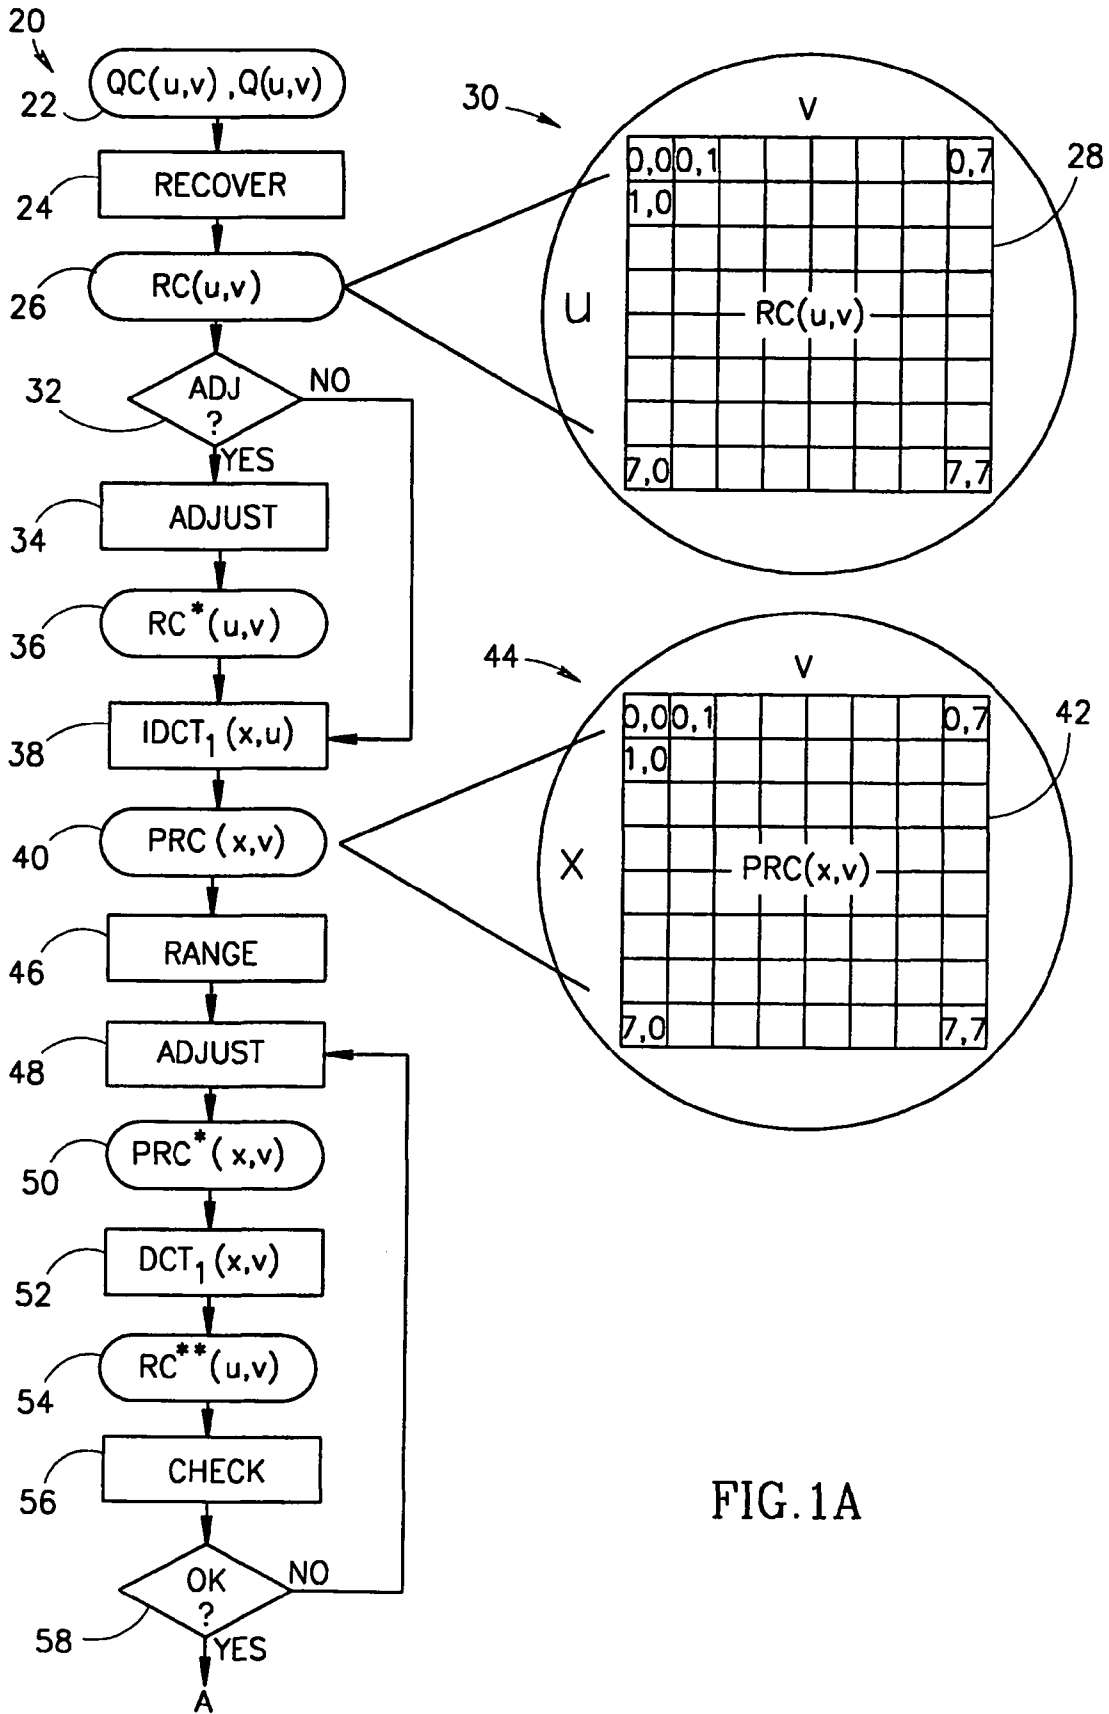 20
QC(u,v),Q(u,v)
22
RECOVER
24
RC(u,v)
26
ADJ
?
NO
32
YES
ADJUST
34
RC*(u,v)
36
IDCT1(x,u)
38
PRC(x,v)
40
RANGE
46
ADJUST
48
PRC*(x,v)
50
DCT1(x,v)
52
RC**(u,v)
54
CHECK
56
OK
?
NO
58
YES
A
30
v
28
0,0 0,1 0,7
1,0
u
RC(u,v)
7,0 7,7
44
v
42
0,0 0,1 0,7
1,0
x
PRC(x,v)
7,0 7,7
FIG.1A